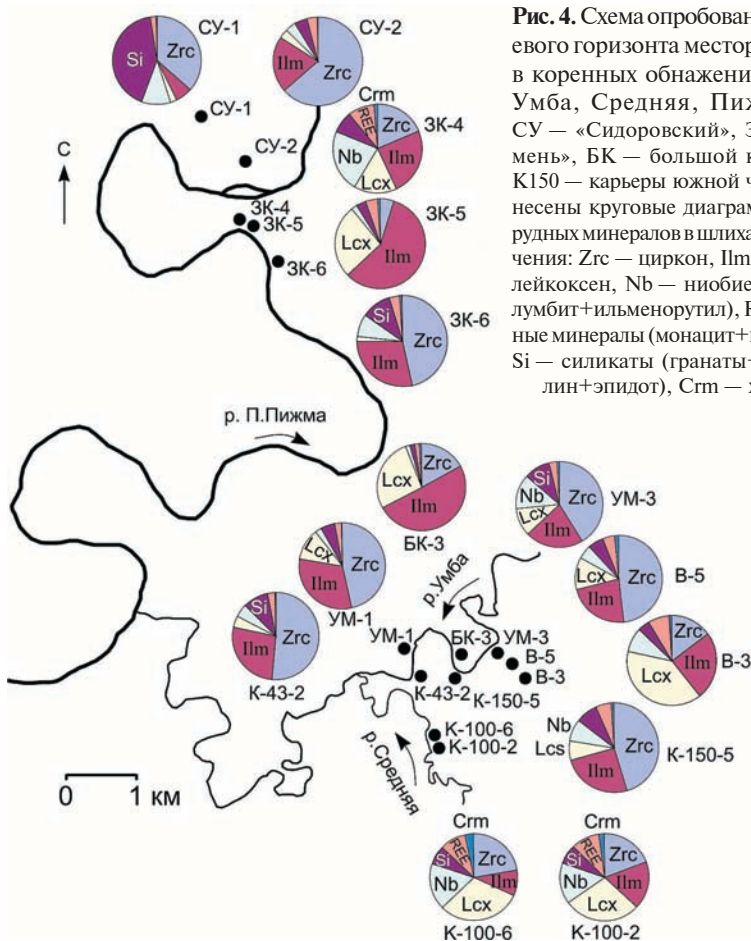 Рис. 4. Схема опробован
евого горизонта местор
в коренных обнажени
Умба, Средняя, Пиж
СУ — «Сидоровский», З
мень», БК — большой к
К150 — карьеры южной ч
несены круговые диаграм
рудных минералов в шлиха
чения: Zrc — циркон, Ilm
лейкоксен, Nb — ниобие
лумбит+ильменорутил), R
ные минералы (монацит+
Si — силикаты (гранаты+
лин+эпидот), Crm —
СУ-1
Si
Zrc
СУ-2
Ilm
Zrc
СУ-1
СУ-2
Crm
REE
Zrc
Nb
Ilm
Lcx
ЗК-4
С
ЗК-4
ЗК-5
ЗК-6
ЗК-5
Lcx
Ilm
ЗК-6
Si
Zrc
Ilm
р. П.Пижма
Lcx
Zrc
Ilm
БК-3
Si
Nb
Zrc
Lcx
Ilm
УМ-3
Lcx
Zrc
Ilm
УМ-1
р.Умба
Lcx
Zrc
Ilm
В-5
Si
Zrc
Ilm
К-43-2
УМ-1
БК-3
УМ-3
В-5
В-3
К-43-2
К-150-5
Zrc
Ilm
Lcx
В-3
К-100-6
К-100-2
р.Средняя
Nb
Lcs
Zrc
Ilm
К-150-5
0 1 км
Crm
REE
Si
Zrc
Nb
Ilm
Lcx
К-100-6
Crm
REE
Si
Zrc
Nb
Ilm
Lcx
К-100-2